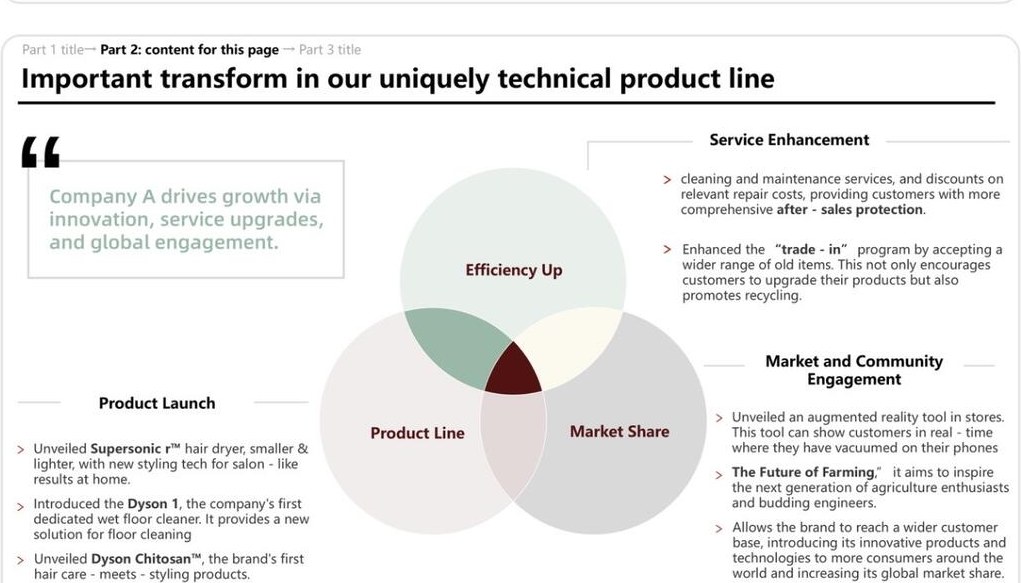 Part 1 title→ Part 2: content for this page → Part 3 title
Important transform in our uniquely technical product line
“
Company A drives growth via
innovation, service upgrades,
and global engagement.
Service Enhancement
> cleaning and maintenance services, and discounts on
relevant repair costs, providing customers with more
comprehensive after - sales protection.
> Enhanced the “trade - in” program by accepting a
wider range of old items. This not only encourages
customers to upgrade their products but also
promotes recycling.
Efficiency Up
Product Line
Market Share
Market and Community
Engagement
> Unveiled an augmented reality tool in stores.
This tool can show customers in real - time
where they have vacuumed on their phones
> The Future of Farming,” it aims to inspire
the next generation of agriculture enthusiasts
and budding engineers.
> Allows the brand to reach a wider customer
base, introducing its innovative products and
technologies to more consumers around the
world and increasing its global market share.
Product Launch
> Unveiled Supersonic r™ hair dryer, smaller &
lighter, with new styling tech for salon - like
results at home.
> Introduced the Dyson 1, the company's first
dedicated wet floor cleaner. It provides a new
solution for floor cleaning
> Unveiled Dyson Chitosan™, the brand's first
hair care - meets - styling products.